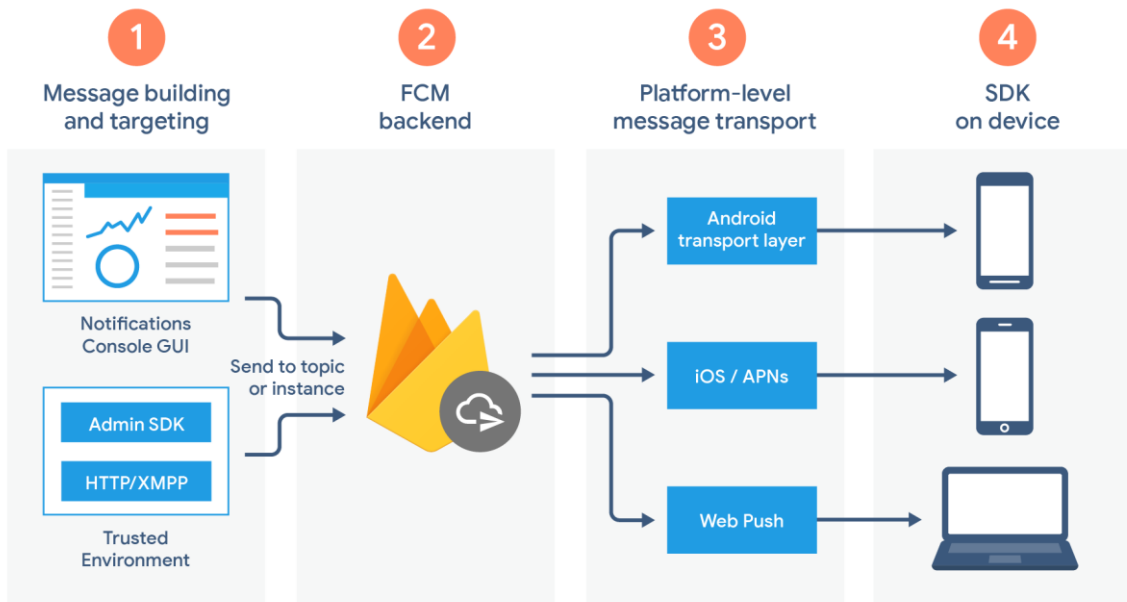 1
Message building
and targeting
2
FCM
backend
3
Platform-level
message transport
4
SDK
on device
Notifications
Console GUI
Send to topic
or instance
Admin SDK
HTTP/XMPP
Trusted
Environment
Android
transport layer
iOS / APNs
Web Push